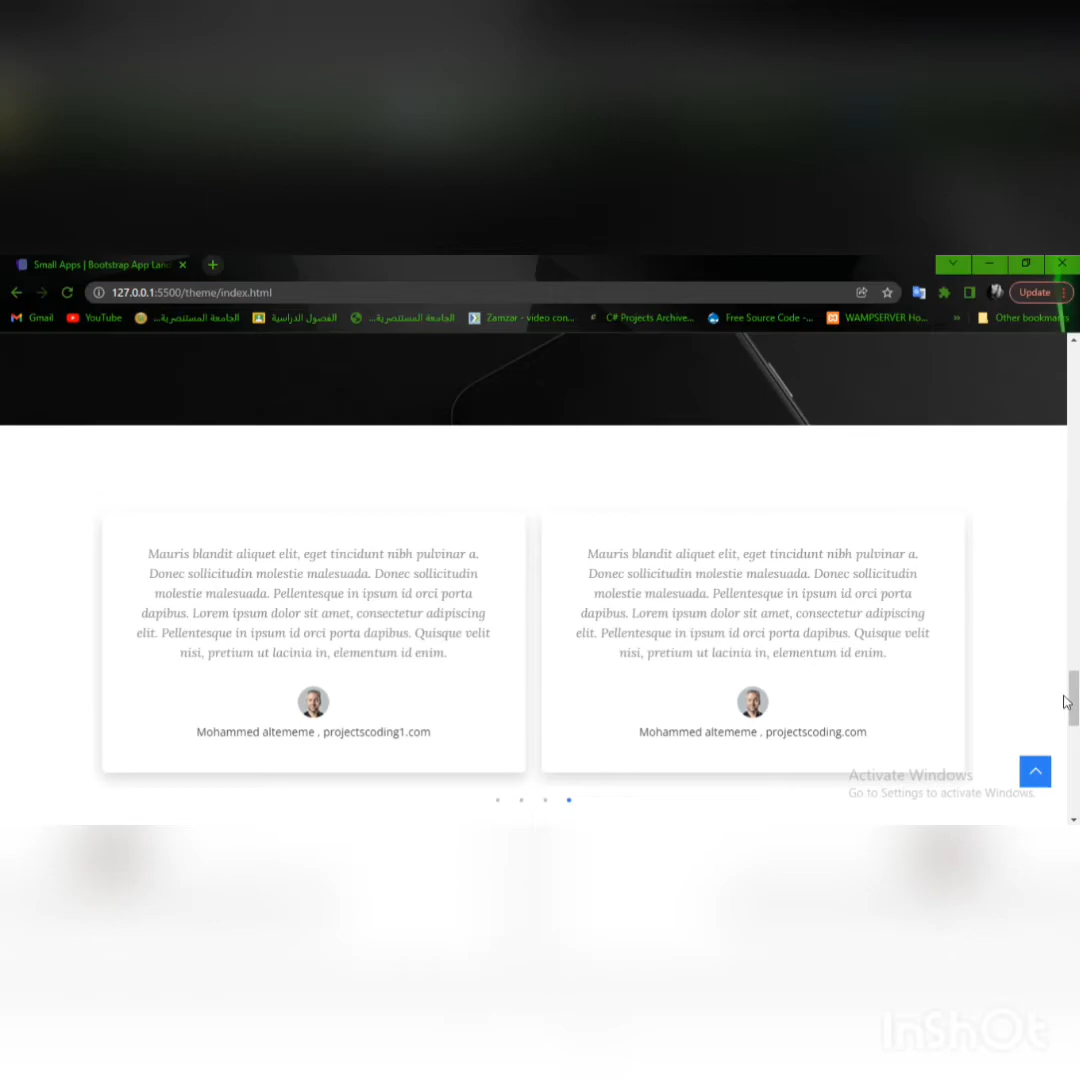 Small Apps | Bootstrap App Lan
127.0.0.1:5500/theme/index.html
Update
Gmail
YouTube
الجامعة المستنصرية...
الفصول الدراسية
الجامعة المستنصرية...
Zamzar - video con...
C# Projects Archive...
Free Source Code -...
WAMPSERVER Ho...
»
Other bookmarks
Mauris blandit aliquet elit, eget tincidunt nibh pulvinar a.
Donec sollicitudin molestie malesuada. Donec sollicitudin
molestie malesuada. Pellentesque in ipsum id orci porta
dapibus. Lorem ipsum dolor sit amet, consectetur adipiscing
elit. Pellentesque in ipsum id orci porta dapibus. Quisque velit
nisi, pretium ut lacinia in, elementum id enim.
Mohammed altememe , projectscoding1.com
Mauris blandit aliquet elit, eget tincidunt nibh pulvinar a.
Donec sollicitudin molestie malesuada. Donec sollicitudin
molestie malesuada. Pellentesque in ipsum id orci porta
dapibus. Lorem ipsum dolor sit amet, consectetur adipiscing
elit. Pellentesque in ipsum id orci porta dapibus. Quisque velit
nisi, pretium ut lacinia in, elementum id enim.
Mohammed altememe , projectscoding.com
Activate Windows
Go to Settings to activate Windows.
InShOt